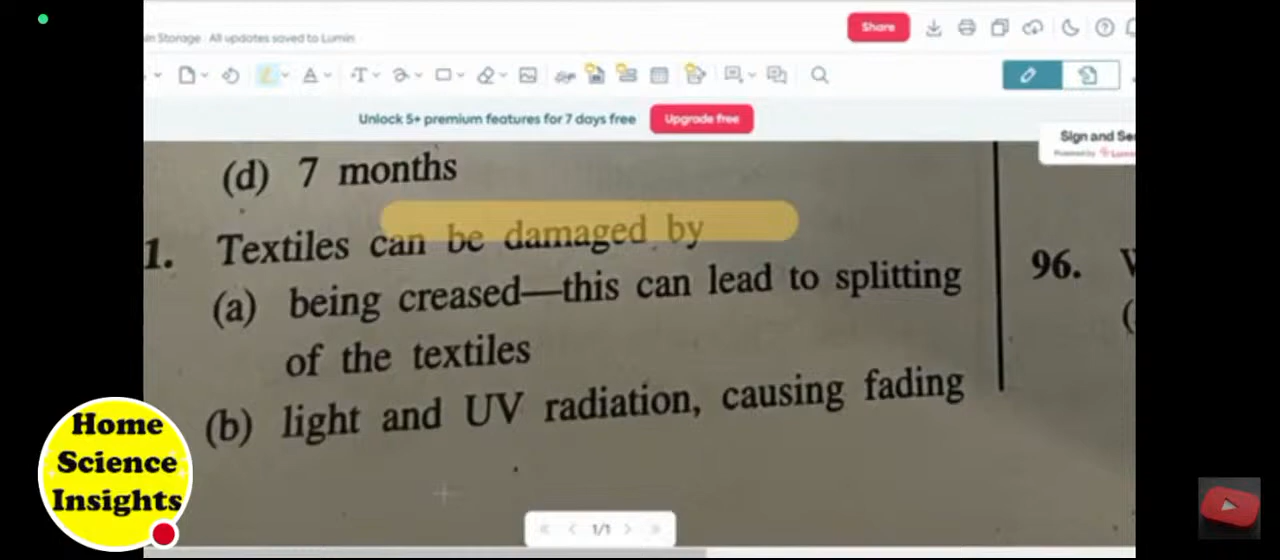 in Storage · All updates saved to Lumin
Share
Unlock 5+ premium features for 7 days free
Upgrade free
Sign and Se
Powered by Lumin
(d) 7 months
1. Textiles can be damaged by
(a) being creased—this can lead to splitting
of the textiles
(b) light and UV radiation, causing fading
96.
Home
Science
Insights
1/1